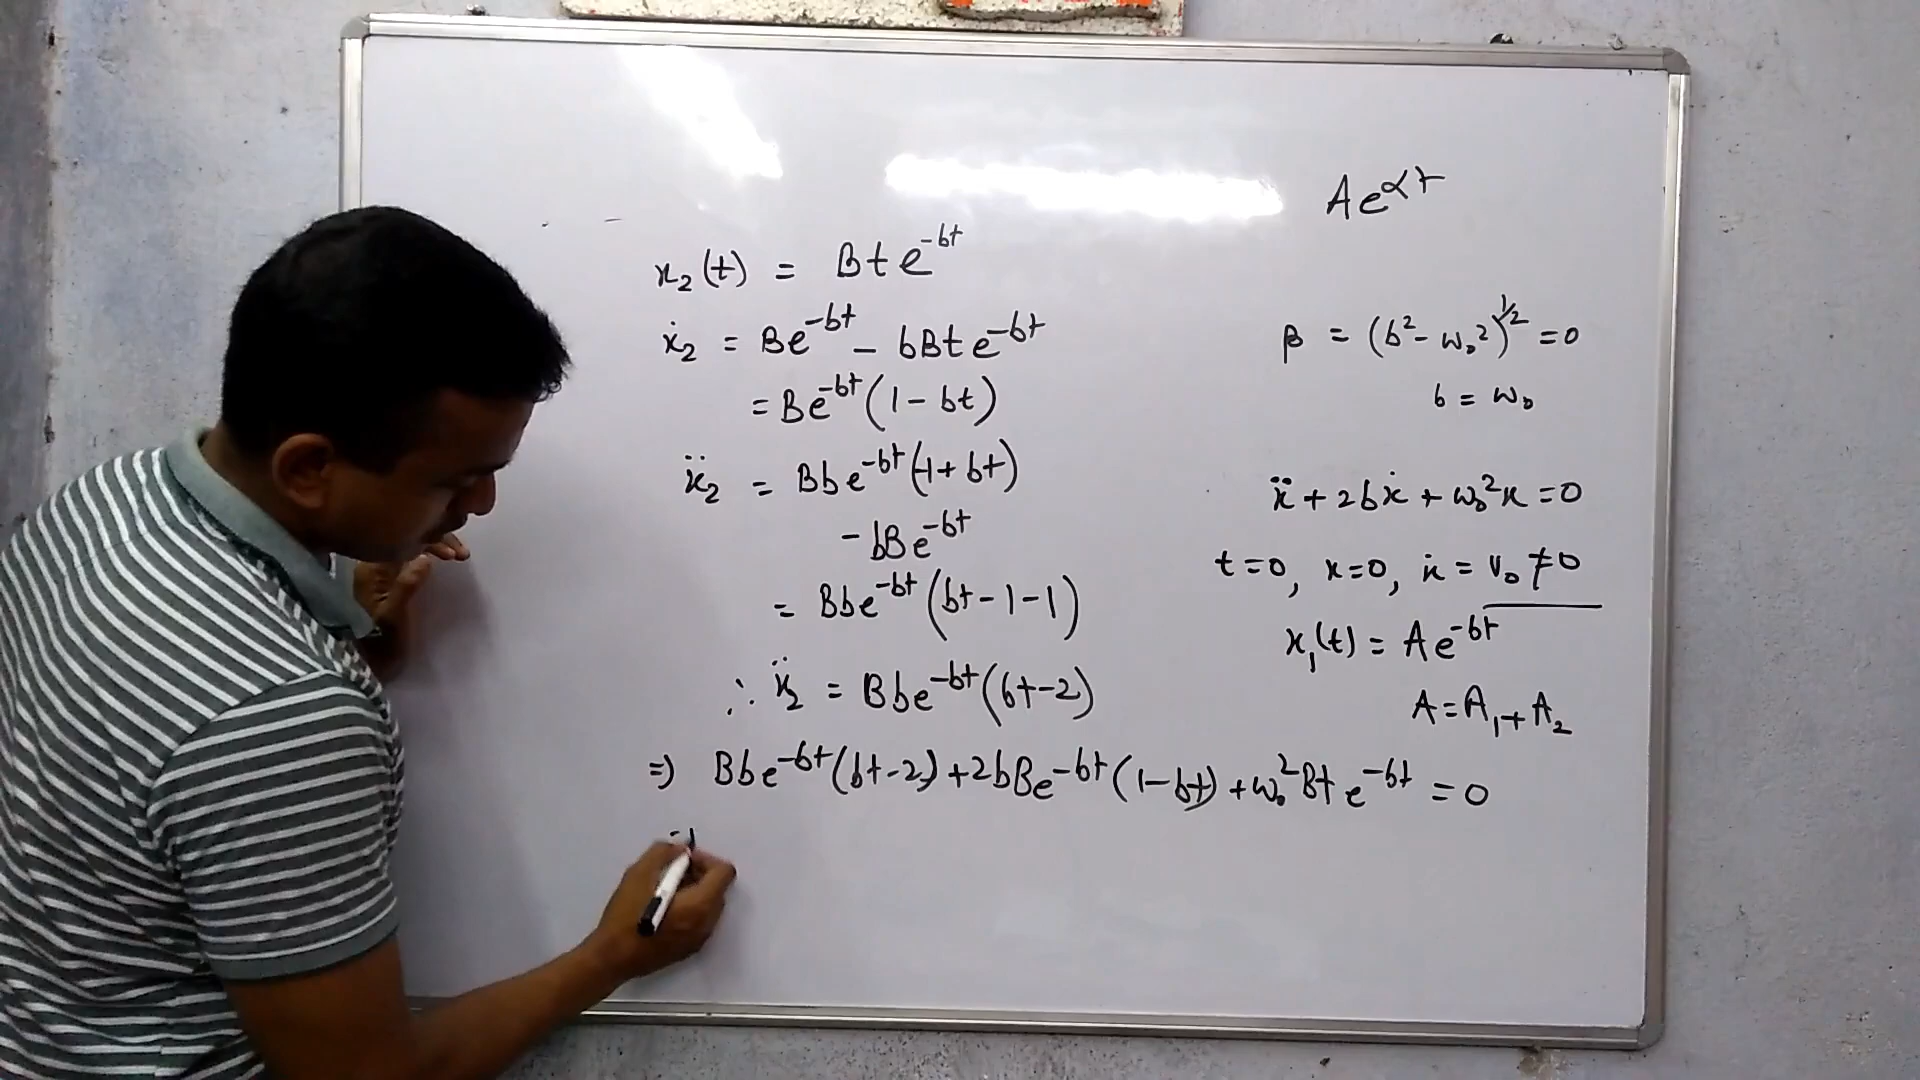 x₂(t) = Bte^{-bt}
ẋ₂ = Be^{-bt} - bBte^{-bt}
= Be^{-bt}(1-bt)
ẍ₂ = Bbe^{-bt}(-1+bt)
-bBe^{-bt}
= Bbe^{-bt}(bt-1-1)
∴ ẍ₂ = Bbe^{-bt}(bt-2)
⇒ Bbe^{-bt}(bt-2)+2bBe^{-bt}(1-bt)+ω₀²Bte^{-bt} = 0
Ae^{αt}
β = (b²-ω₀²)^{1/2} = 0
b = ω₀
ẍ+2bẋ+ω₀²x=0
t=0, x=0, ẋ = v₀ ≠ 0
x₁(t) = Ae^{-bt}
A = A₁+A₂